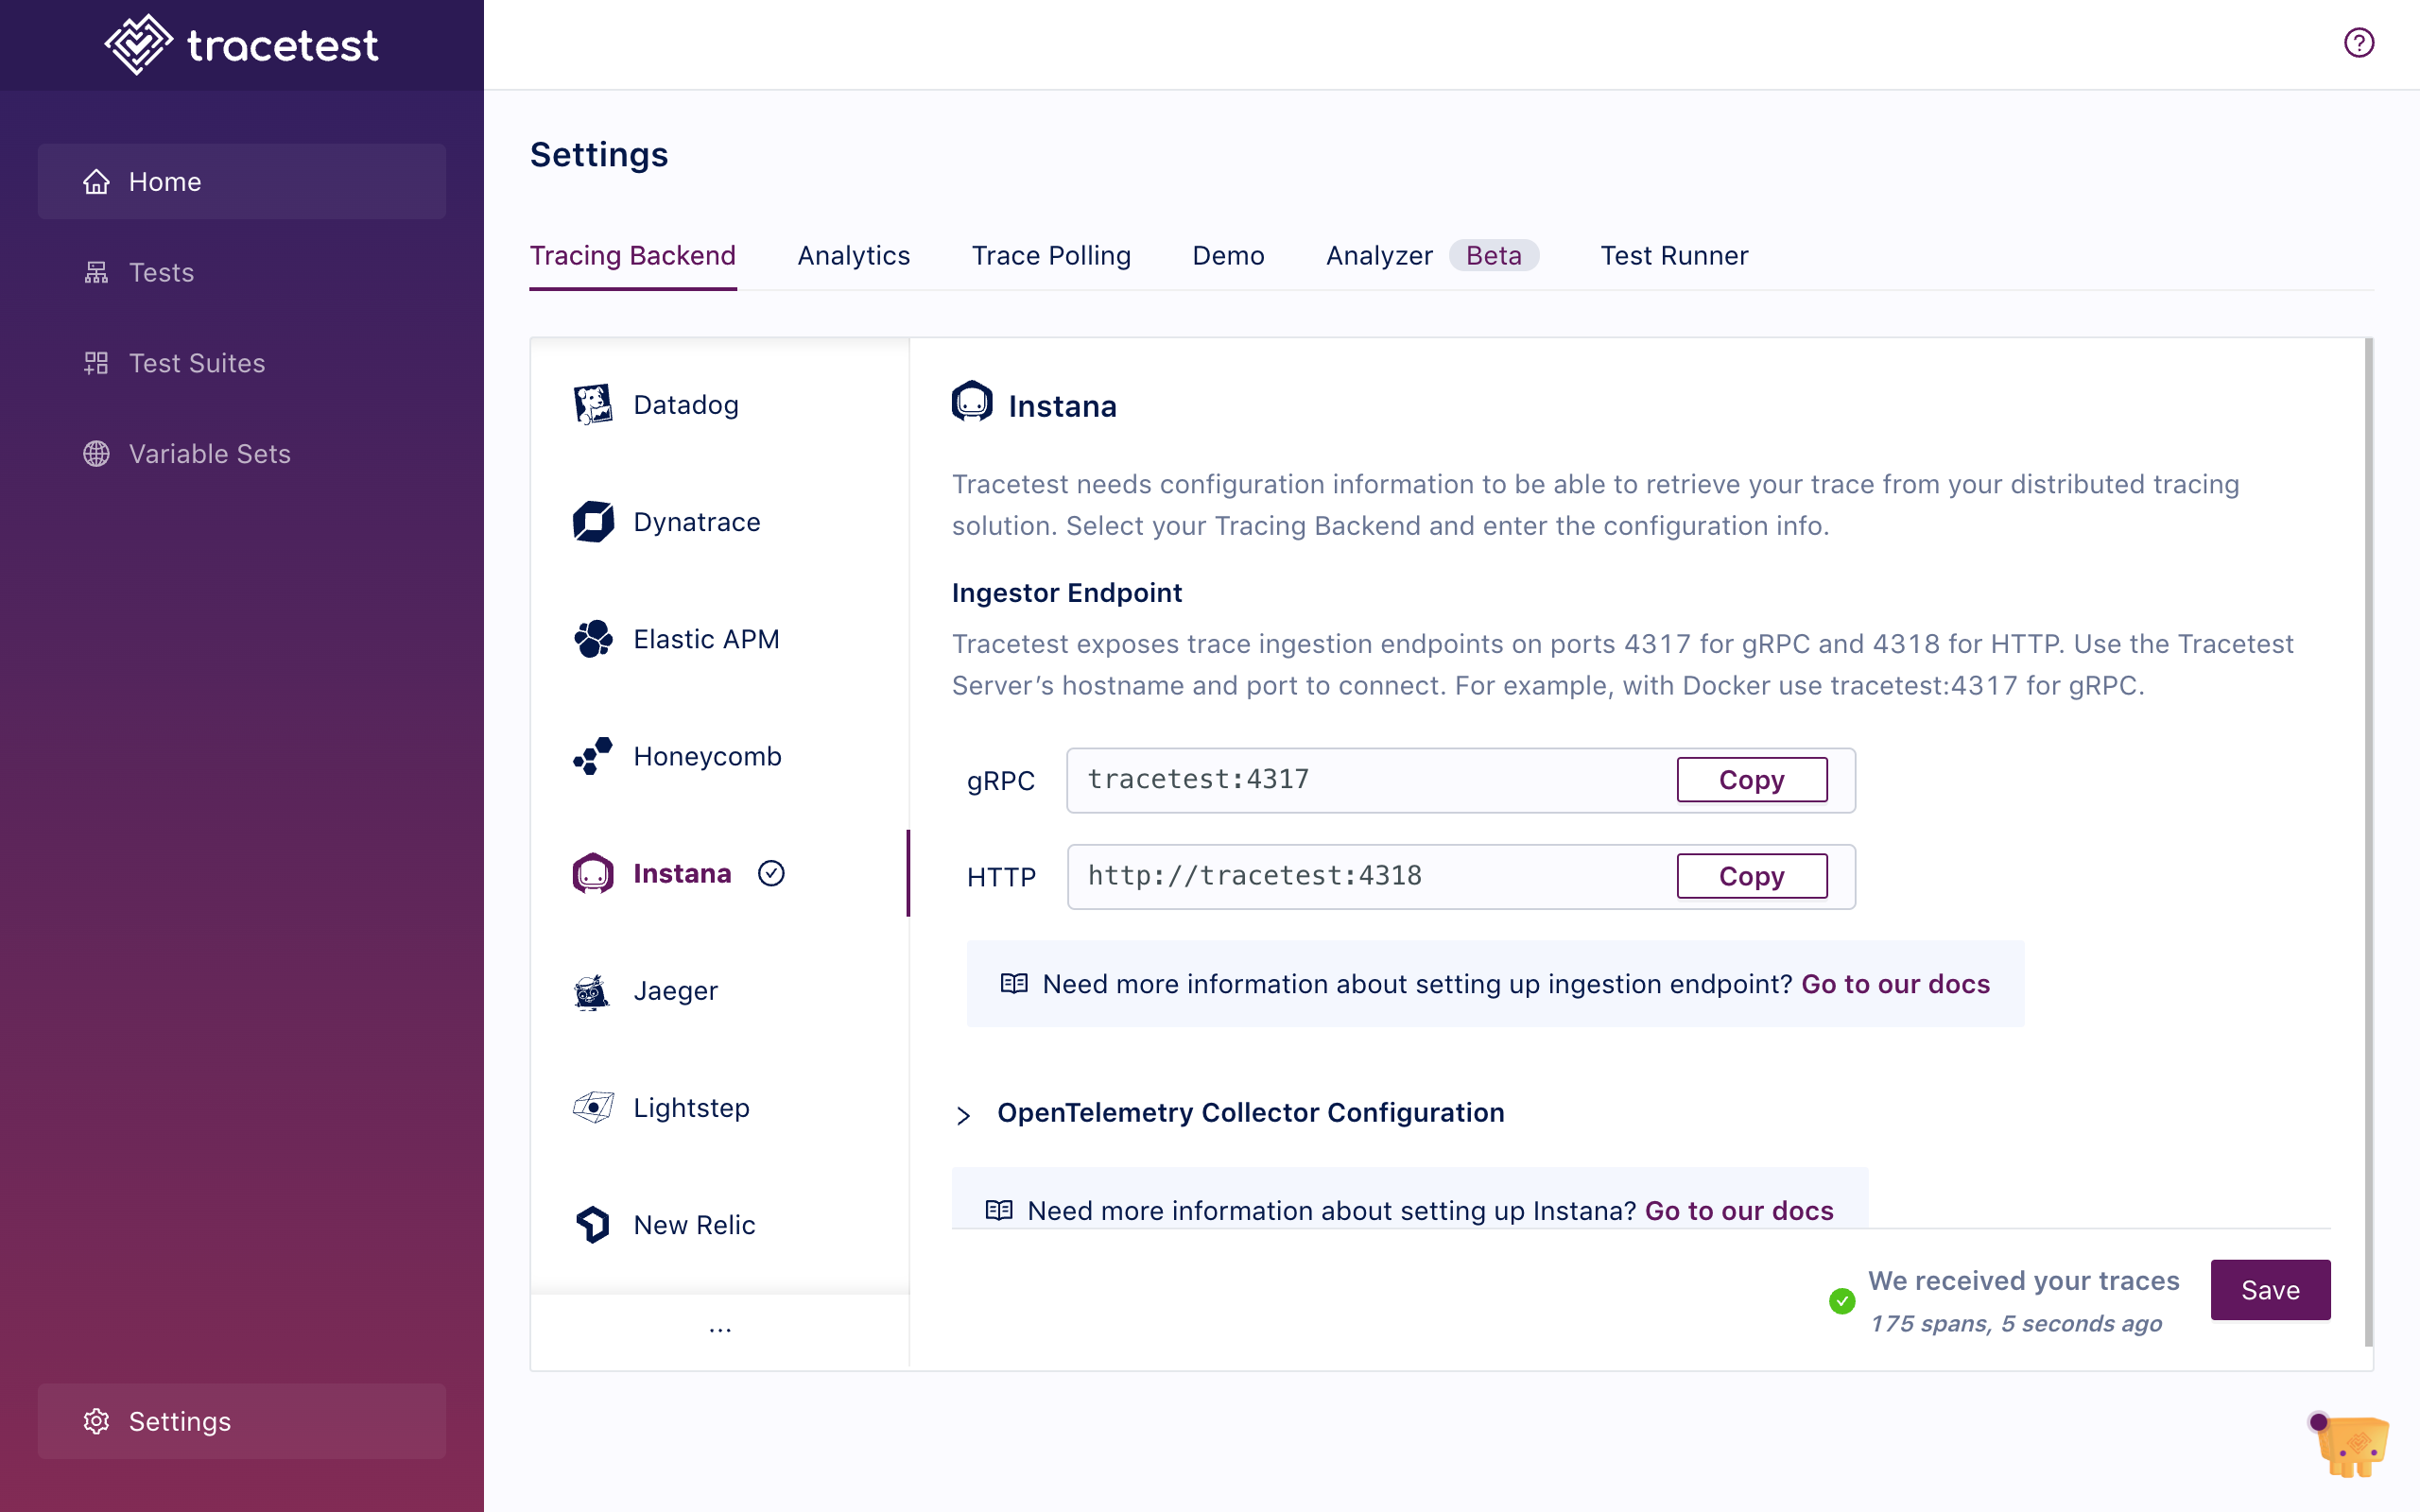 tracetest
Home
Tests
Test Suites
Variable Sets
Settings
Settings
Tracing Backend
Analytics
Trace Polling
Demo
Analyzer Beta
Test Runner
Datadog
Dynatrace
Elastic APM
Honeycomb
Instana
Jaeger
Lightstep
New Relic
...
Instana
Tracetest needs configuration information to be able to retrieve your trace from your distributed tracing
solution. Select your Tracing Backend and enter the configuration info.
Ingestor Endpoint
Tracetest exposes trace ingestion endpoints on ports 4317 for gRPC and 4318 for HTTP. Use the Tracetest
Server’s hostname and port to connect. For example, with Docker use tracetest:4317 for gRPC.
gRPC tracetest:4317 Copy
HTTP http://tracetest:4318 Copy
Need more information about setting up ingestion endpoint? Go to our docs
OpenTelemetry Collector Configuration
Need more information about setting up Instana? Go to our docs
We received your traces
175 spans, 5 seconds ago
Save